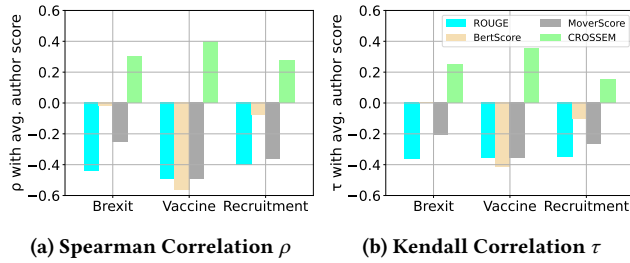 ρ with avg. author score
0.6
0.4
0.2
0.0
−0.2
−0.4
−0.6
Brexit Vaccine Recruitment
(a) Spearman Correlation ρ
τ with avg. author score
0.6
0.4
0.2
0.0
−0.2
−0.4
−0.6
ROUGE MoverScore
BertScore CROSSEM
Brexit Vaccine Recruitment
(b) Kendall Correlation τ